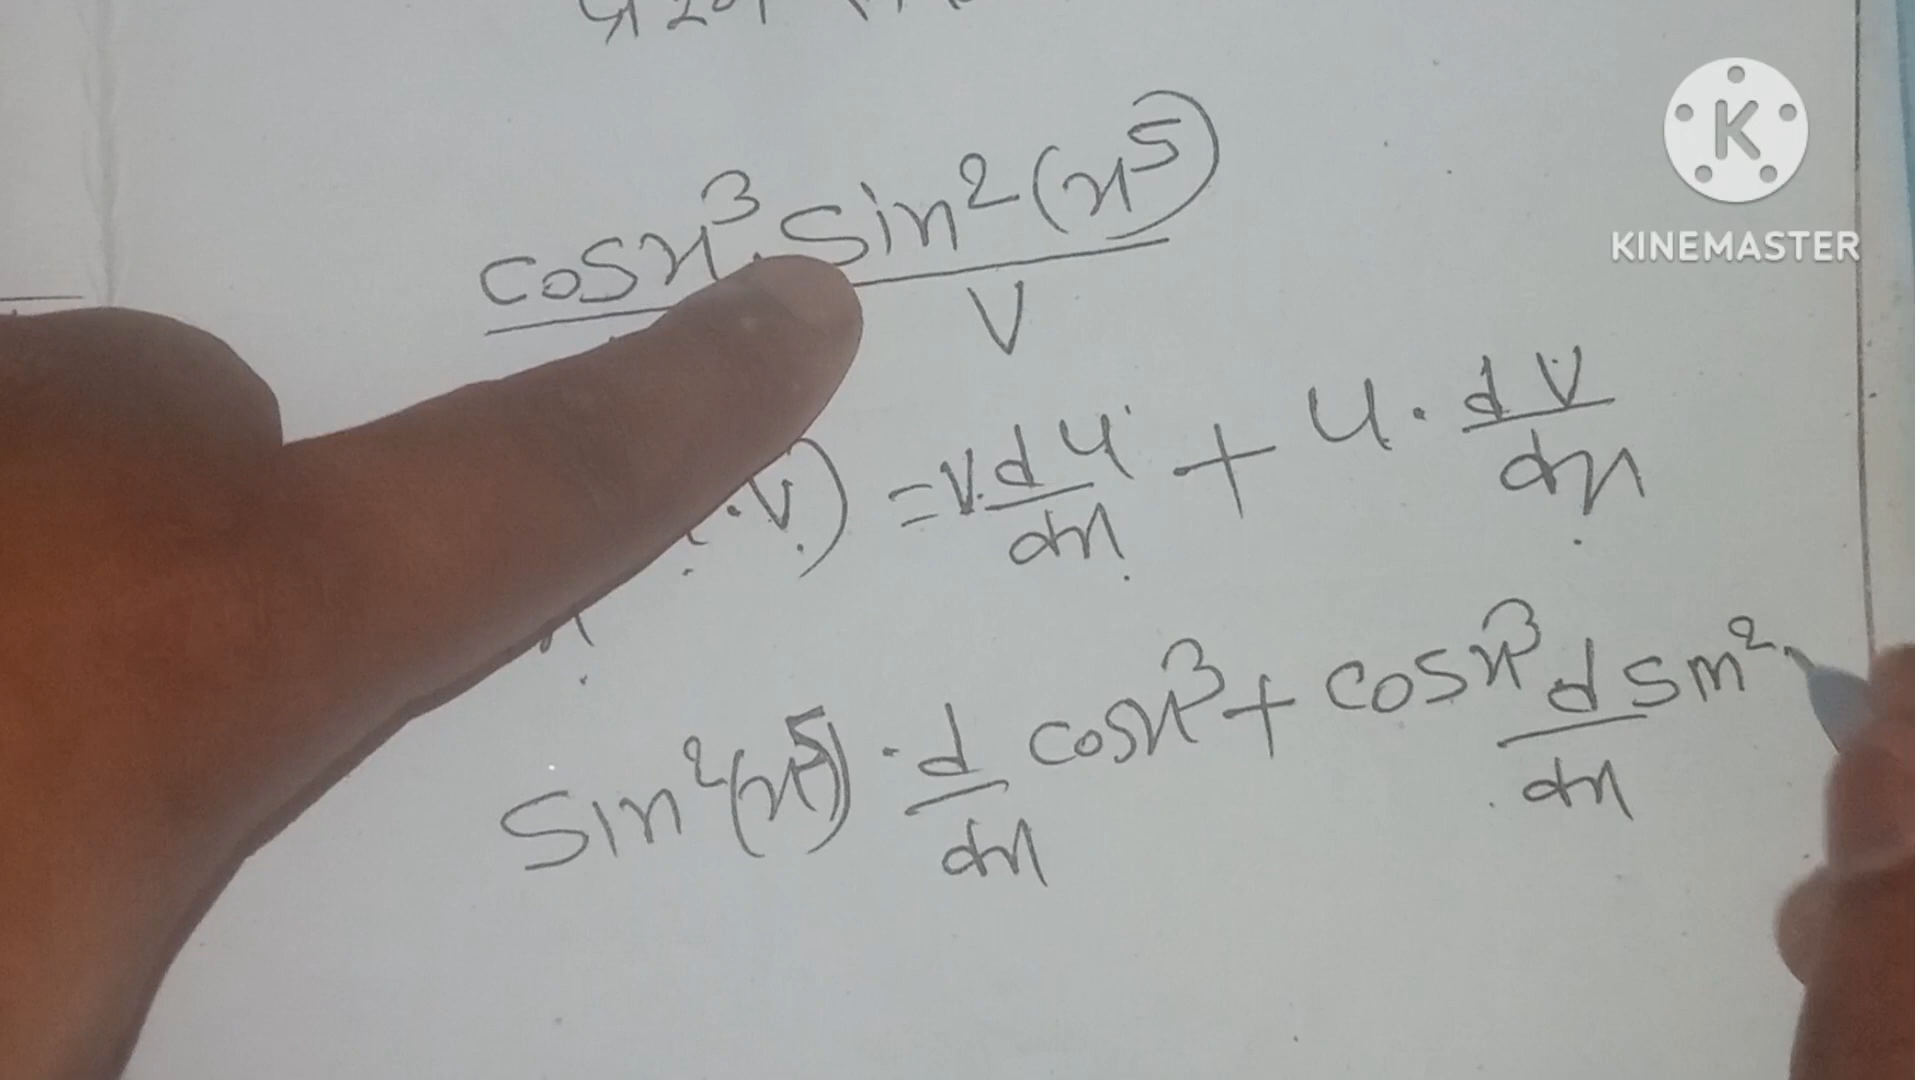 cosx³.sin²(x⁵)
V
.V) = V.du/dx + u.dv/dx
sin²(x⁵).d/dx cosx³ + cosx³ d/dx sin²
K
KINEMASTER